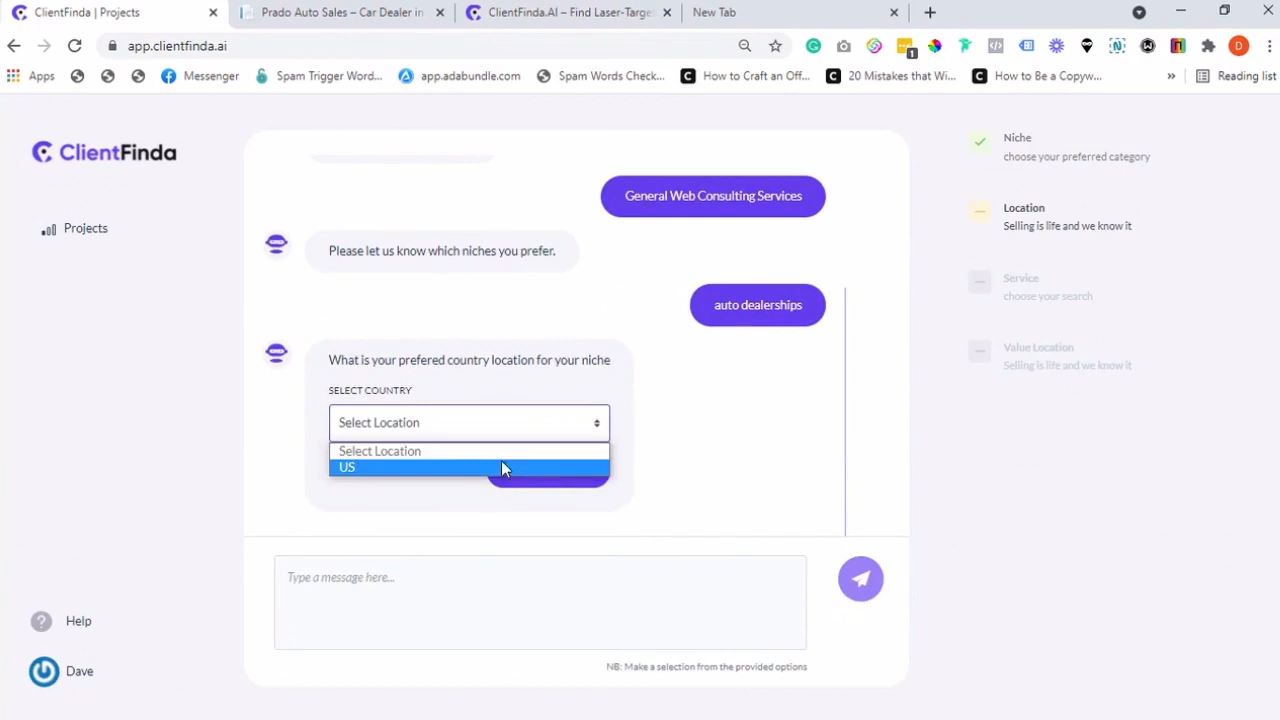 ClientFinda | Projects
Prado Auto Sales – Car Dealer in
ClientFinda.AI – Find Laser-Targe
New Tab
app.clientfinda.ai
1
D
Apps
Messenger
Spam Trigger Word...
app.adabundle.com
Spam Words Check...
How to Craft an Off...
20 Mistakes that Wi...
How to Be a Copyw...
»
Reading list
ClientFinda
Projects
General Web Consulting Services
Please let us know which niches you prefer.
auto dealerships
What is your prefered country location for your niche
SELECT COUNTRY
Select Location
Select Location
US
Type a message here...
NB: Make a selection from the provided options
Niche
choose your preferred category
Location
Selling is life and we know it
Service
choose your search
Value Location
Selling is life and we know it
Help
Dave